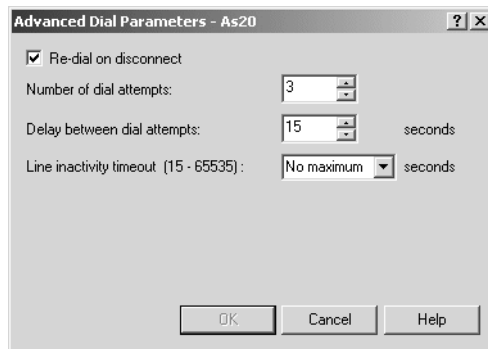 Advanced Dial Parameters - As20
Re-dial on disconnect
Number of dial attempts: 3
Delay between dial attempts: 15 seconds
Line inactivity timeout (15 - 65535) : No maximum seconds
OK Cancel Help